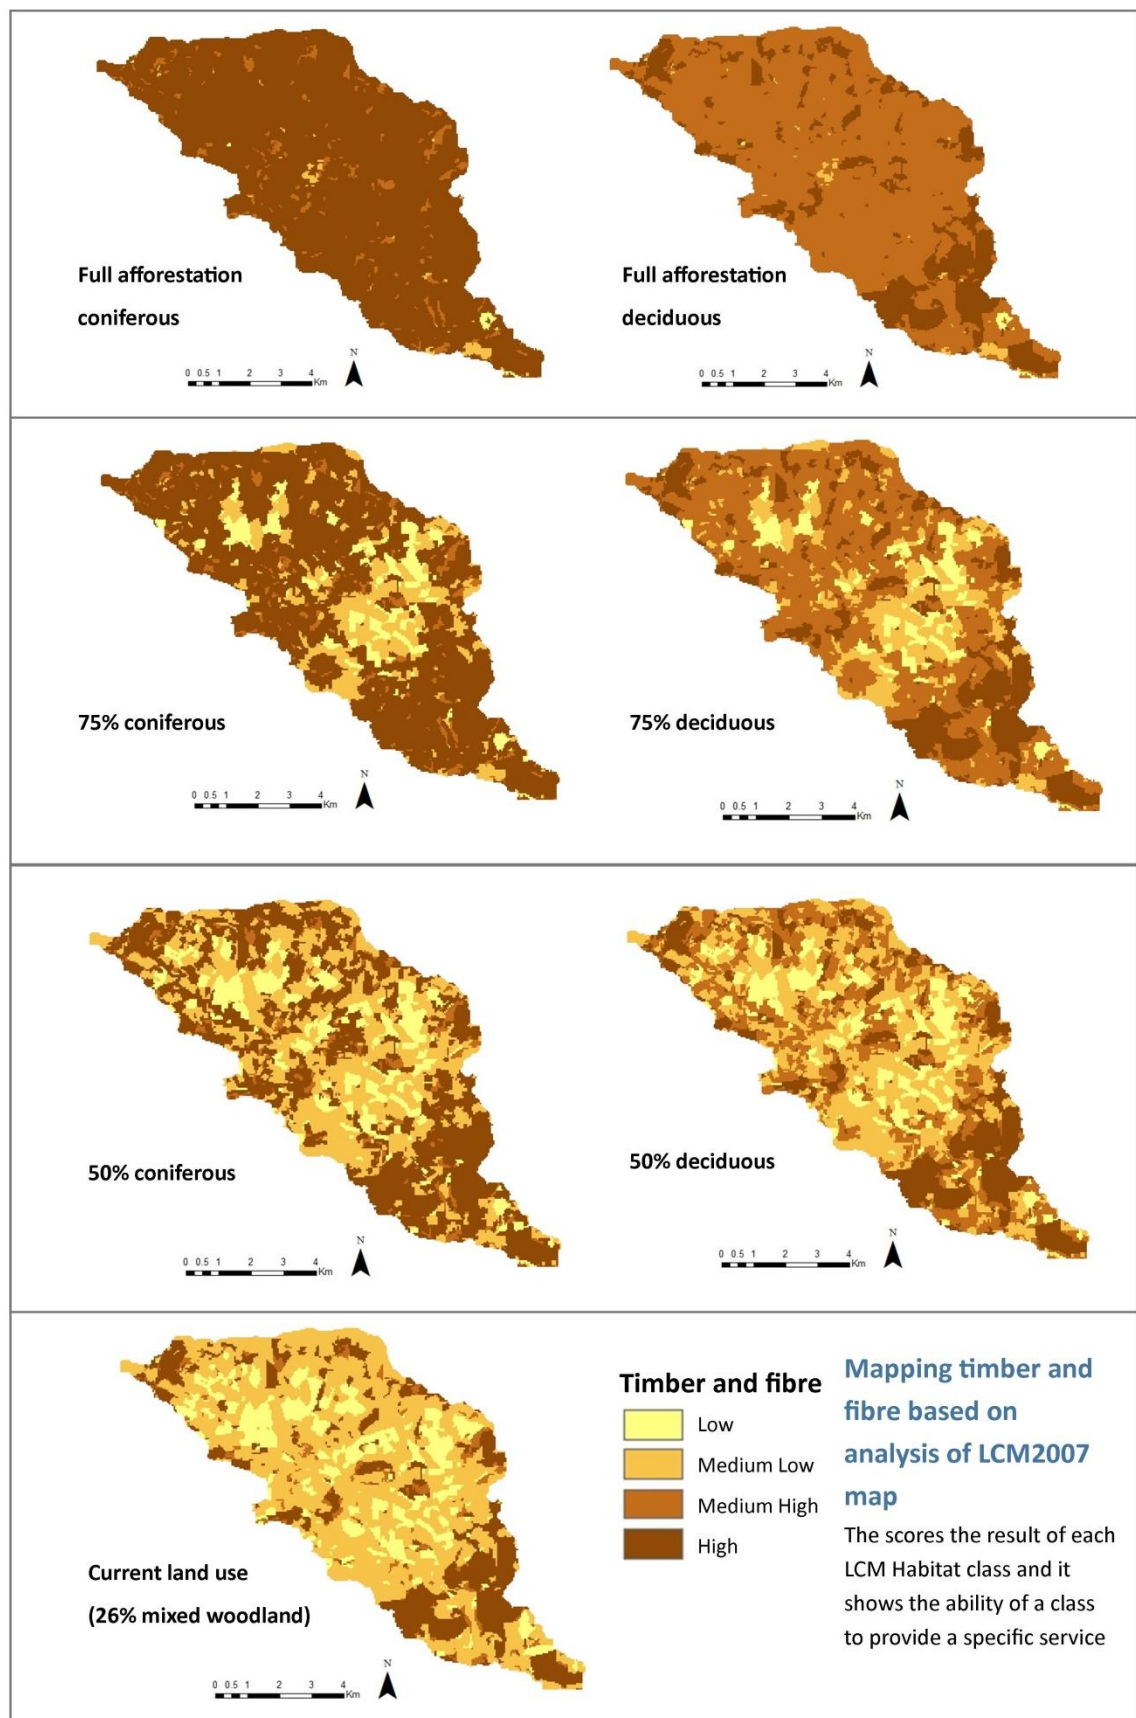 Full afforestation
coniferous
N
0 0.5 1 2 3 4
Km
Full afforestation
deciduous
N
0 0.5 1 2 3 4
Km
75% coniferous
N
0 0.5 1 2 3 4
Km
75% deciduous
N
0 0.5 1 2 3 4
Km
50% coniferous
N
0 0.5 1 2 3 4
Km
50% deciduous
N
0 0.5 1 2 3 4
Km
Current land use
(26% mixed woodland)
N
0 0.5 1 2 3 4
Km
Timber and fibre
Low
Medium Low
Medium High
High
Mapping timber and
fibre based on
analysis of LCM2007
map
The scores the result of each
LCM Habitat class and it
shows the ability of a class
to provide a specific service